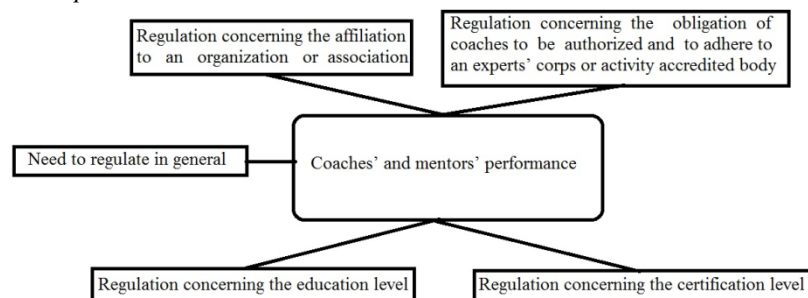 Regulation concerning the affiliation
to an organization or association
Regulation concerning the obligation of
coaches to be authorized and to adhere to
an experts' corps or activity accredited body
Need to regulate in general
Coaches' and mentors' performance
Regulation concerning the education level
Regulation concerning the certification level